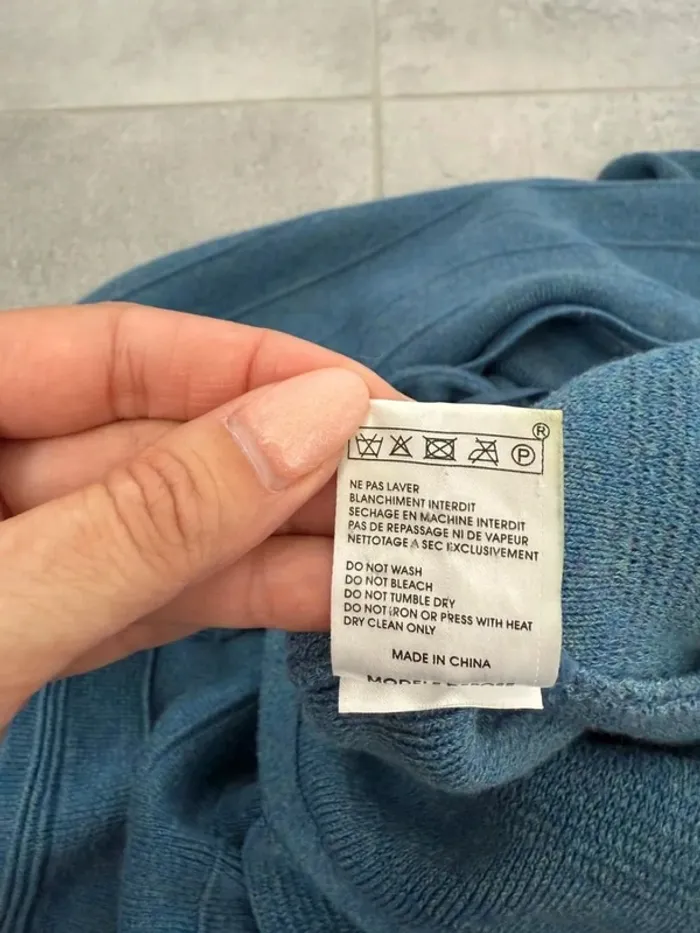 ®
P
NE PAS LAVER
BLANCHIMENT INTERDIT
SECHAGE EN MACHINE INTERDIT
PAS DE REPASSAGE NI DE VAPEUR
NETTOTAGE A SEC EXCLUSIVEMENT
DO NOT WASH
DO NOT BLEACH
DO NOT TUMBLE DRY
DO NOT IRON OR PRESS WITH HEAT
DRY CLEAN ONLY
MADE IN CHINA